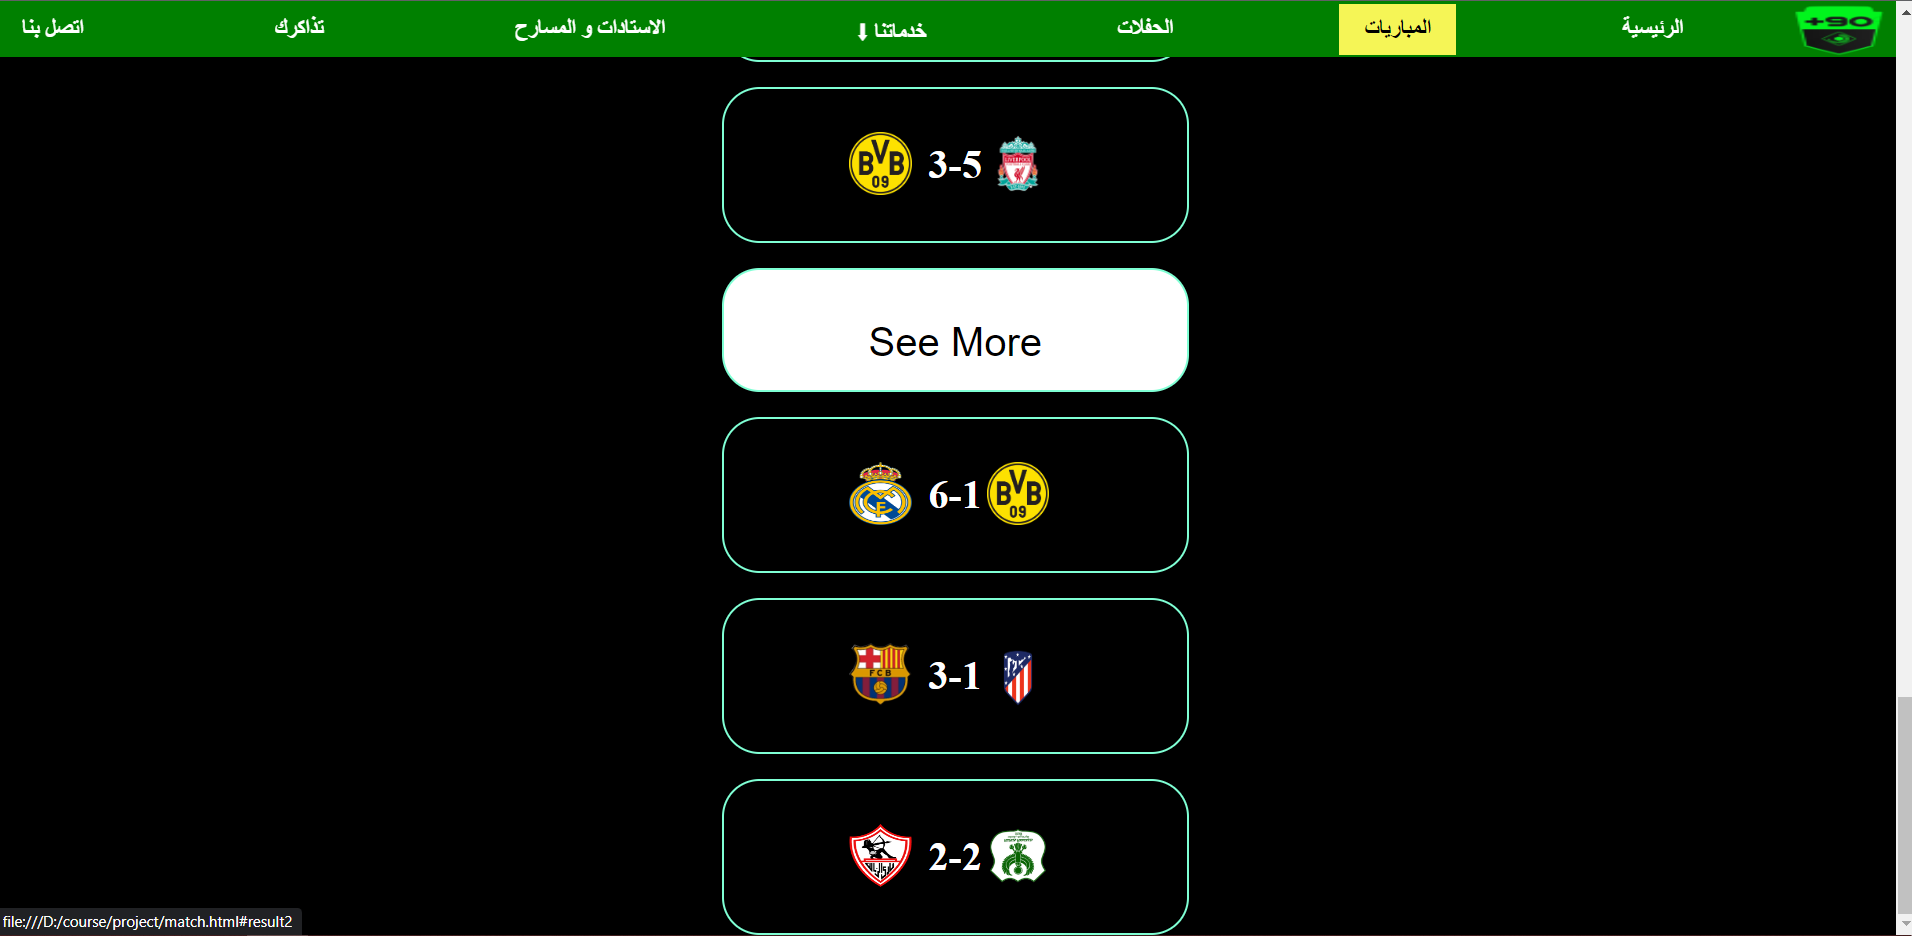 +90
الرئيسية
المباريات
الحفلات
خدماتنا ⬇
الاستادات و المسارح
تذاكرك
اتصل بنا
BVB 09 3-5 LIVERPOOL
See More
6-1 BVB 09
FCB 3-1
2-2
file:///D:/course/project/match.html#result2